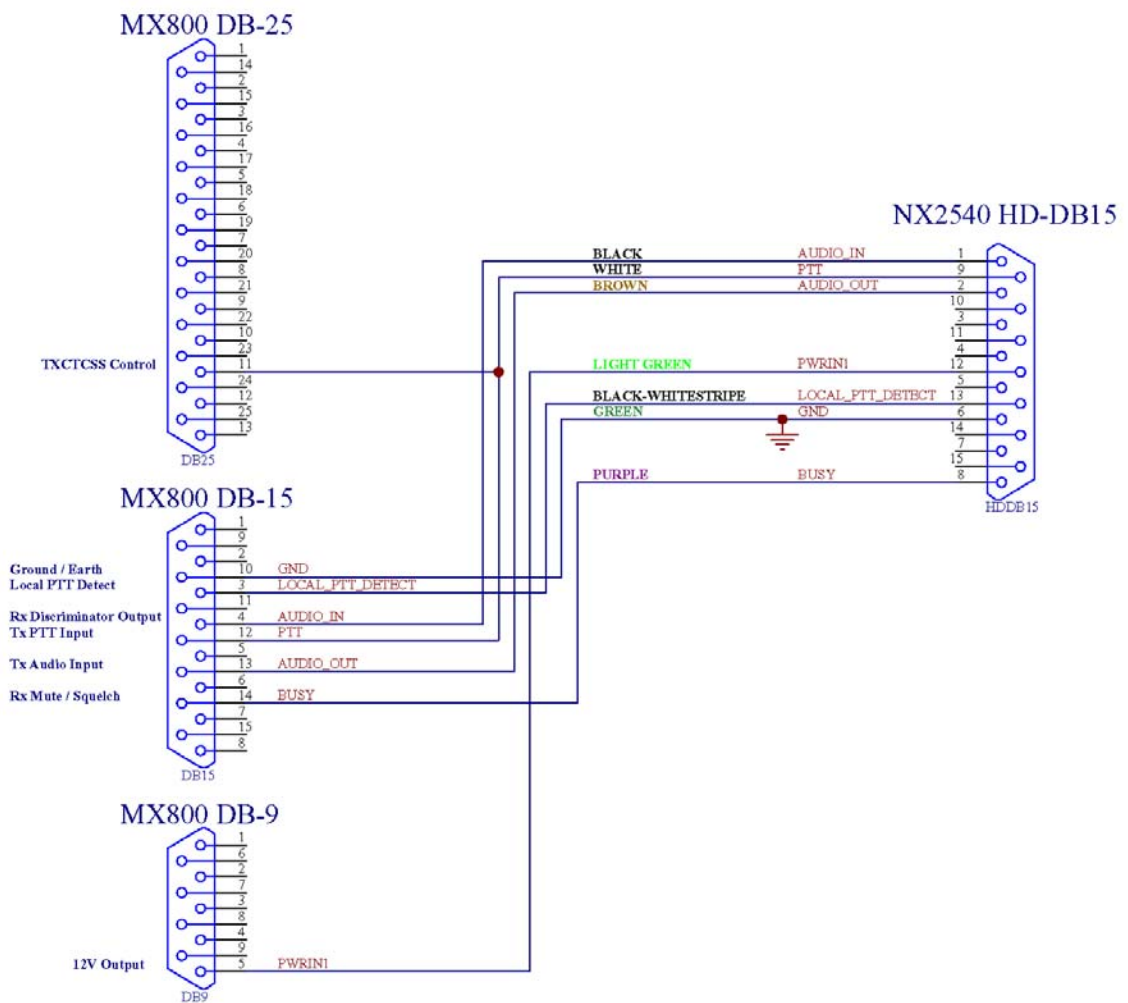 MX800 DB-25
1
14
2
15
3
16
4
17
5
18
6
19
7
20
8
21
9
22
10
23
TXCTCSS Control 11
24
12
25
13
DB25
NX2540 HD-DB15
BLACK AUDIO_IN 1
WHITE PTT 9
BROWN AUDIO_OUT 2
10
3
11
4
LIGHT GREEN PWRIN1 12
5
BLACK-WHITESTRIPE LOCAL_PTT_DETECT 13
GREEN GND 6
14
7
15
PURPLE BUSY 8
HDDB15
MX800 DB-15
1
9
2
Ground / Earth 10 GND
Local PTT Detect 3 LOCAL_PTT_DETECT
11
Rx Discriminator Output 4 AUDIO_IN
Tx PTT Input 12 PTT
5
Tx Audio Input 13 AUDIO_OUT
6
Rx Mute / Squelch 14 BUSY
7
15
8
DB15
MX800 DB-9
1
6
2
7
3
8
4
9
12V Output 5 PWRIN1
DB9